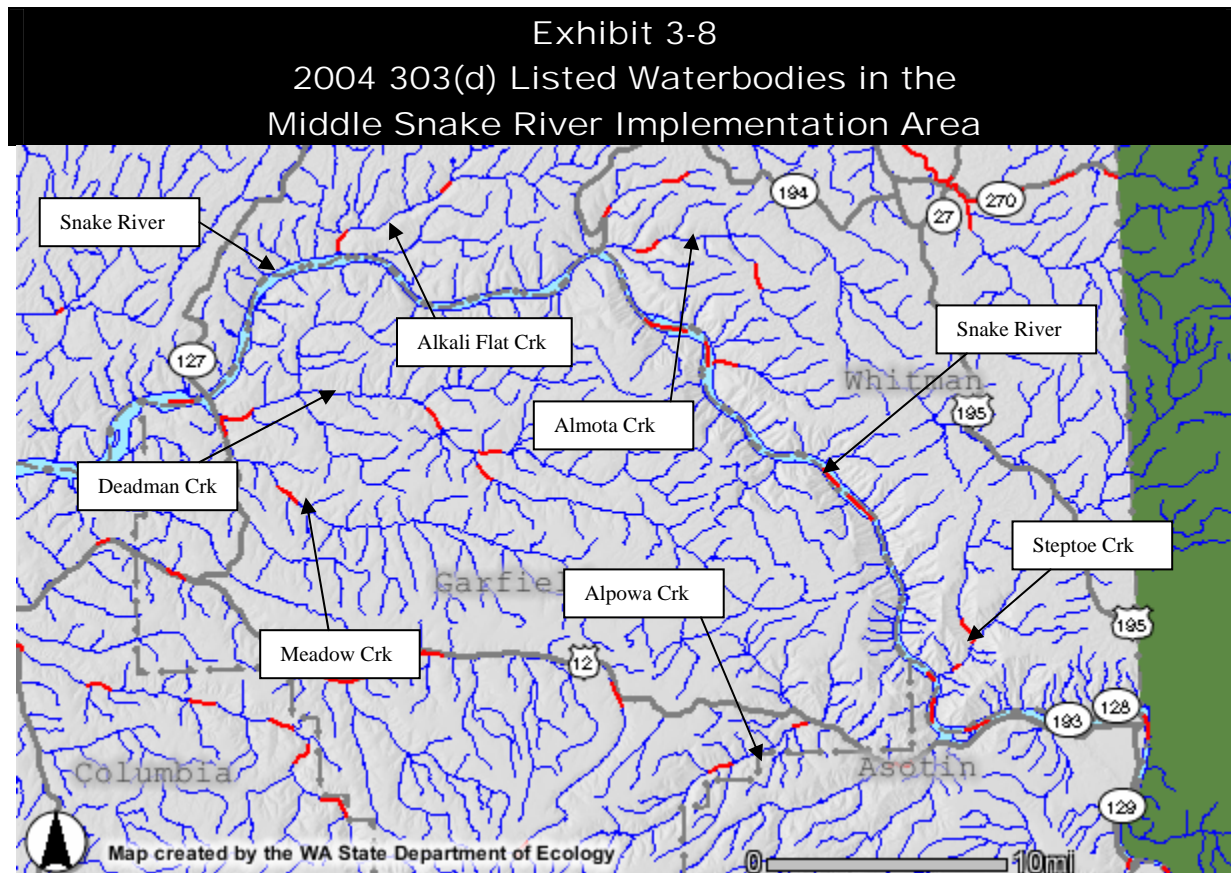 Exhibit 3-8
2004 303(d) Listed Waterbodies in the
Middle Snake River Implementation Area
194
270
27
Snake River
Alkali Flat Crk
Snake River
127
Whitman
195
Almota Crk
Deadman Crk
Steptoe Crk
Garfiel
Alpowa Crk
195
Meadow Crk
12
193
128
Columbia
Asotin
129
Map created by the WA State Department of Ecology
0
10mi